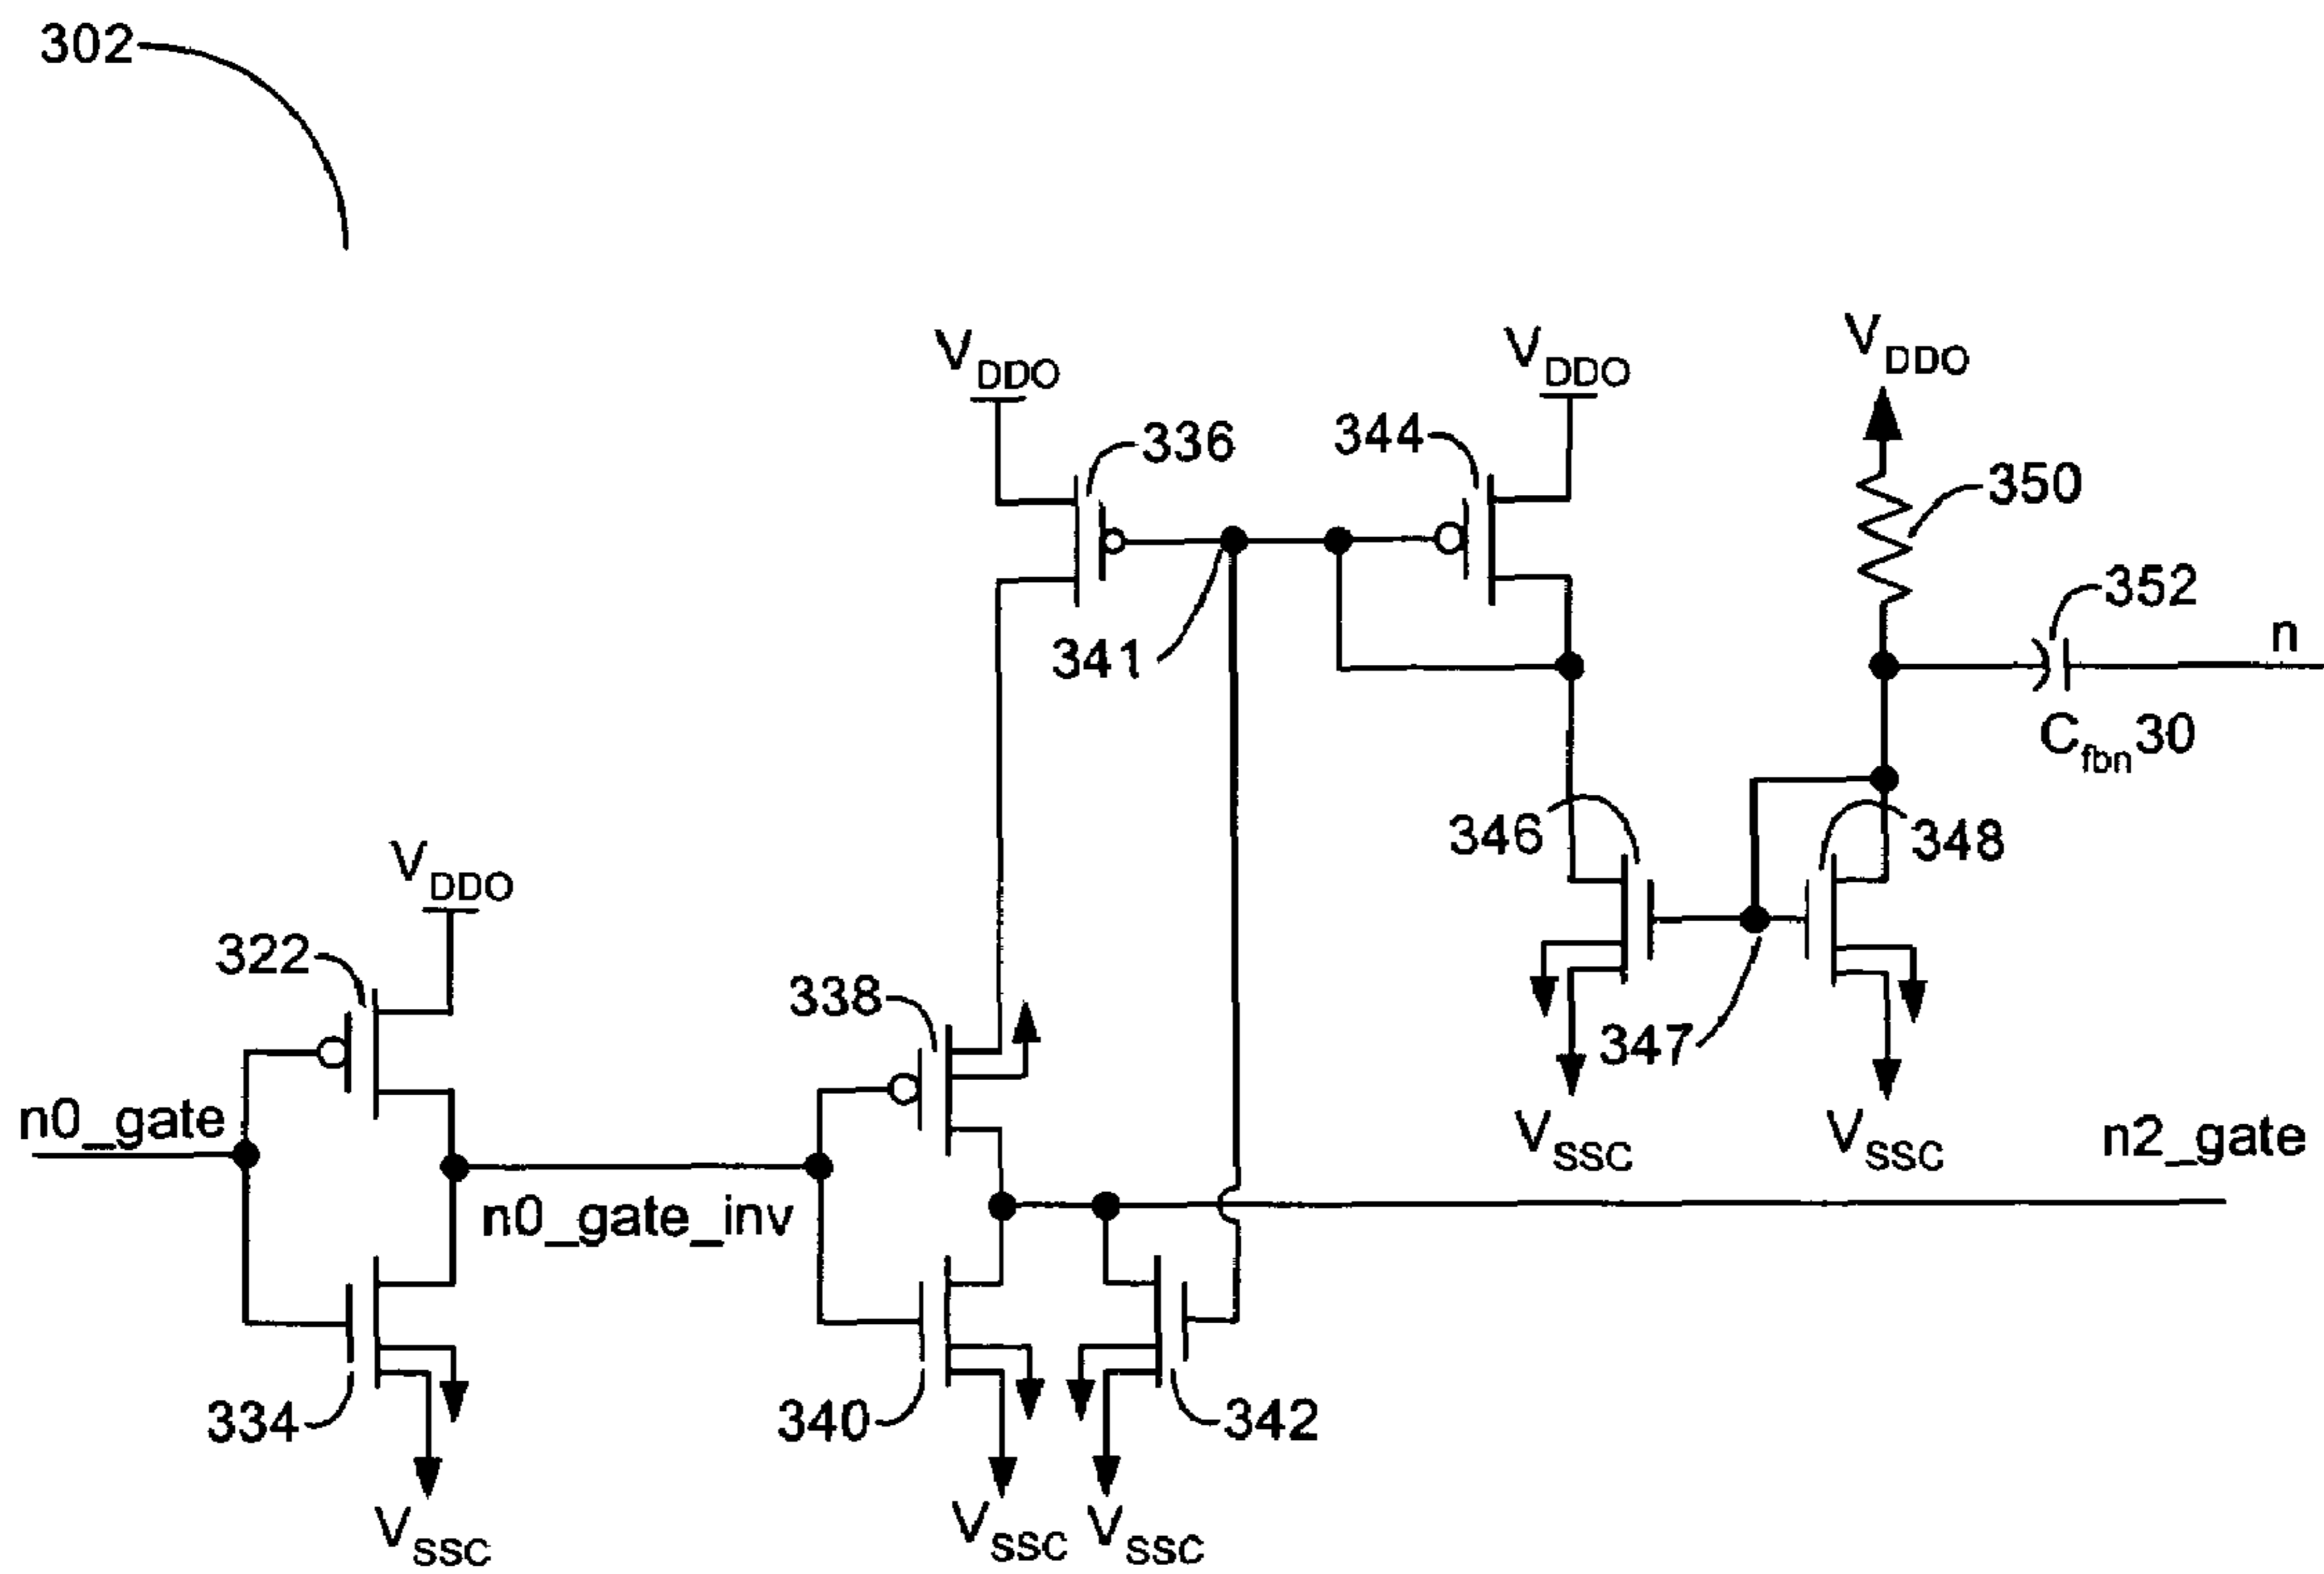 302
VDDO
VDDO
VDDO
336
344
350
352
n
341
Cfbn30
346
348
VDDO
322
338
347
n0_gate
VSSC
VSSC
n2_gate
n0_gate_inv
334
340
342
VSSC
VSSC
VSSC